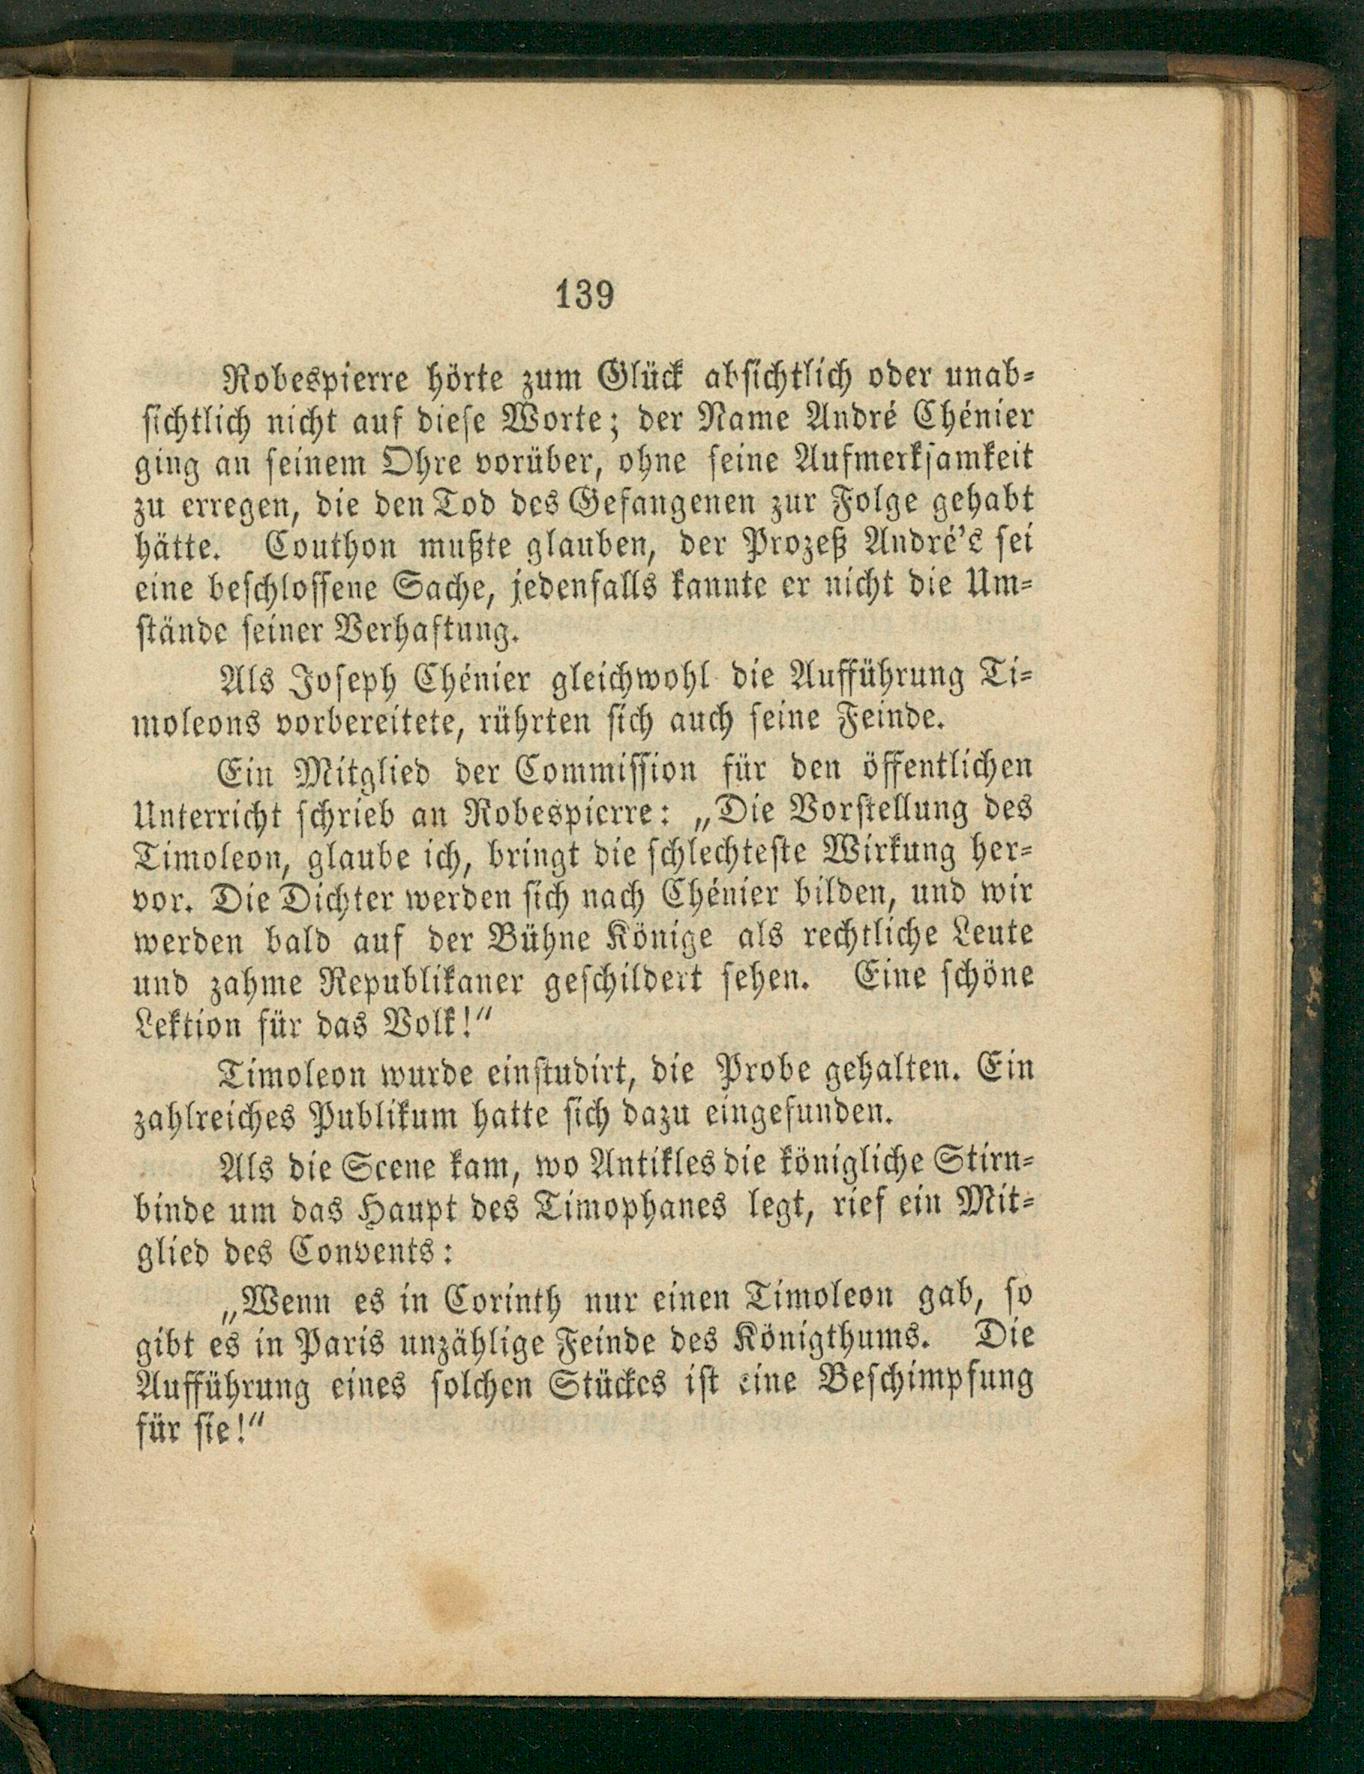 139
Robespierre hörte zum Glück absichtlich oder unab-
sichtlich nicht auf diese Worte; der Name André Chénier
ging an seinem Ohre vorüber, ohne seine Aufmerksamkeit
zu erregen, die den Tod des Gefangenen zur Folge gehabt
hätte. Couthon mußte glauben, der Prozeß André's sei
eine beschlossene Sache, jedenfalls kannte er nicht die Um-
stände seiner Verhaftung.
Als Joseph Chénier gleichwohl die Aufführung Ti-
moleons vorbereitete, rührten sich auch seine Feinde.
Ein Mitglied der Commission für den öffentlichen
Unterricht schrieb an Robespierre: „Die Vorstellung des
Timoleon, glaube ich, bringt die schlechteste Wirkung her-
vor. Die Dichter werden sich nach Chénier bilden, und wir
werden bald auf der Bühne Könige als rechtliche Leute
und zahme Republikaner geschildert sehen. Eine schöne
Lektion für das Volk!“
Timoleon wurde einstudirt, die Probe gehalten. Ein
zahlreiches Publikum hatte sich dazu eingefunden.
Als die Scene kam, wo Antikles die königliche Stirn-
binde um das Haupt des Timophanes legt, rief ein Mit-
glied des Convents:
„Wenn es in Corinth nur einen Timoleon gab, so
gibt es in Paris unzählige Feinde des Königthums. Die
Aufführung eines solchen Stückes ist eine Beschimpfung
für sie!“